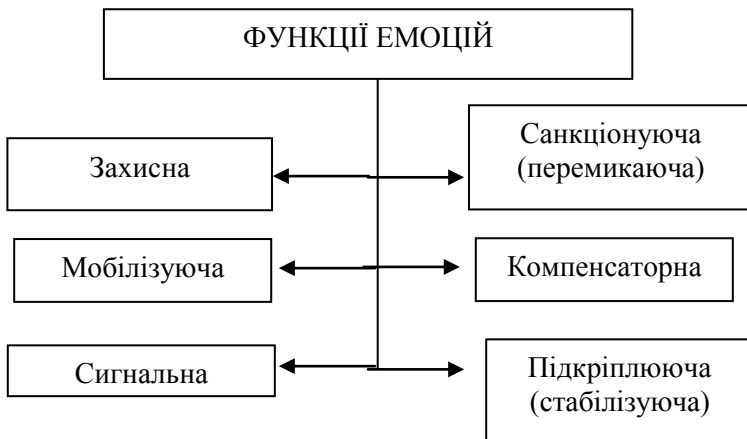 ФУНКЦІЇ ЕМОЦІЙ
Захисна
Санкціонуюча
(перемикаюча)
Мобілізуюча
Компенсаторна
Сигнальна
Підкріплююча
(стабілізуюча)